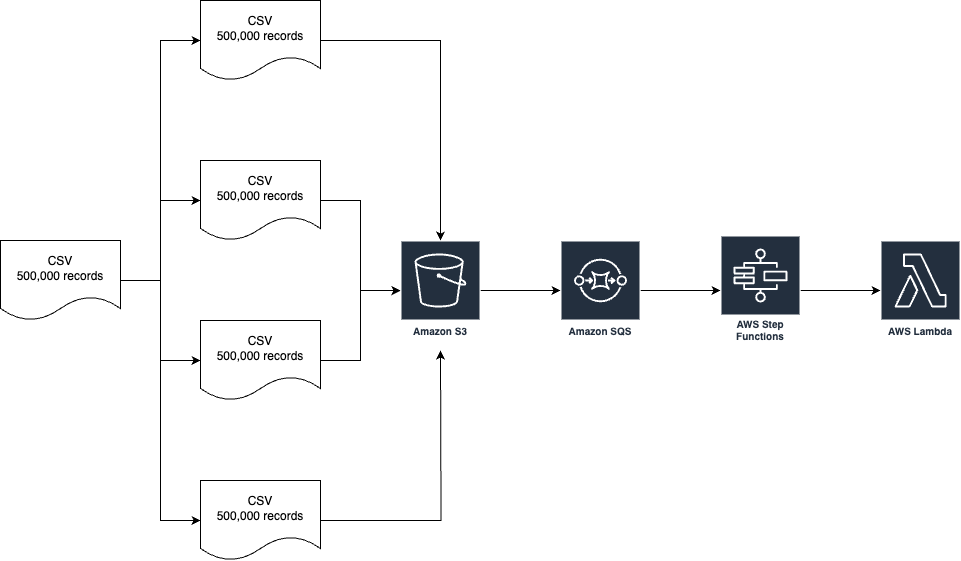 CSV
500,000 records
CSV
500,000 records
CSV
500,000 records
CSV
500,000 records
CSV
500,000 records
Amazon S3
Amazon SQS
AWS Step
Functions
AWS Lambda